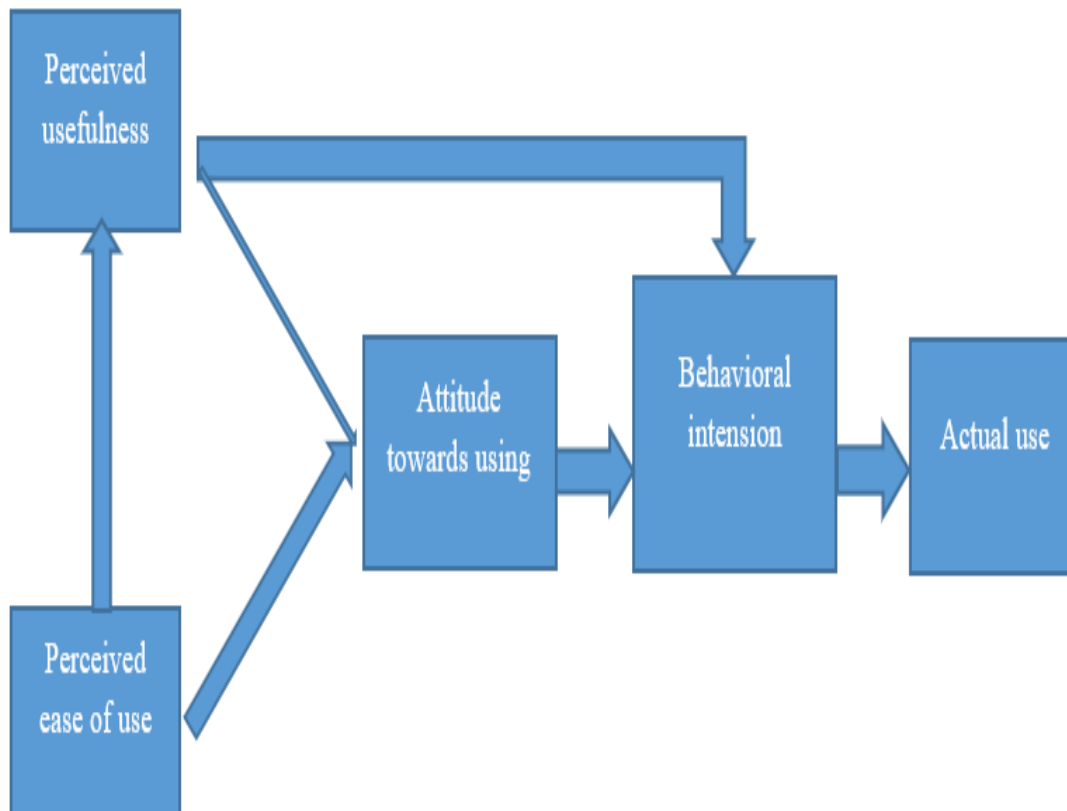 Perceived
usefulness
Attitude
towards using
Behavioral
intension
Actual use
Perceived
ease of use